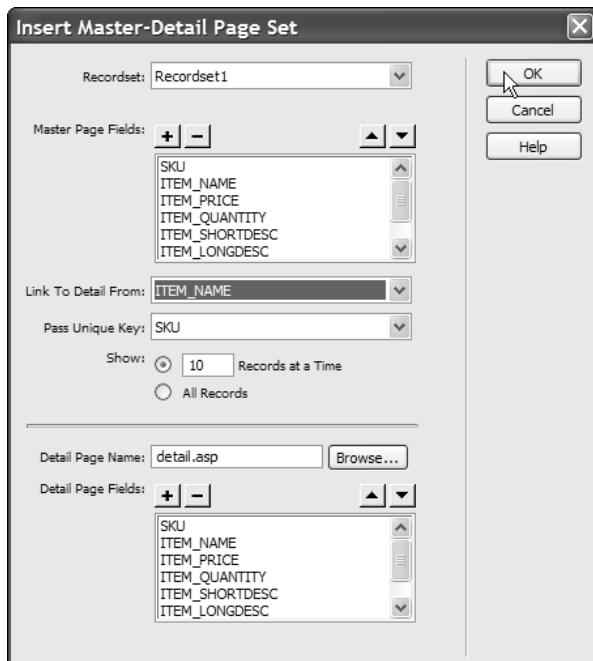 Insert Master-Detail Page Set
Recordset: Recordset1
OK
Cancel
Help
Master Page Fields:
SKU
ITEM_NAME
ITEM_PRICE
ITEM_QUANTITY
ITEM_SHORTDESC
ITEM_LONGDESC
Link To Detail From: ITEM_NAME
Pass Unique Key: SKU
Show: 10 Records at a Time
All Records
Detail Page Name: detail.asp Browse...
Detail Page Fields:
SKU
ITEM_NAME
ITEM_PRICE
ITEM_QUANTITY
ITEM_SHORTDESC
ITEM_LONGDESC